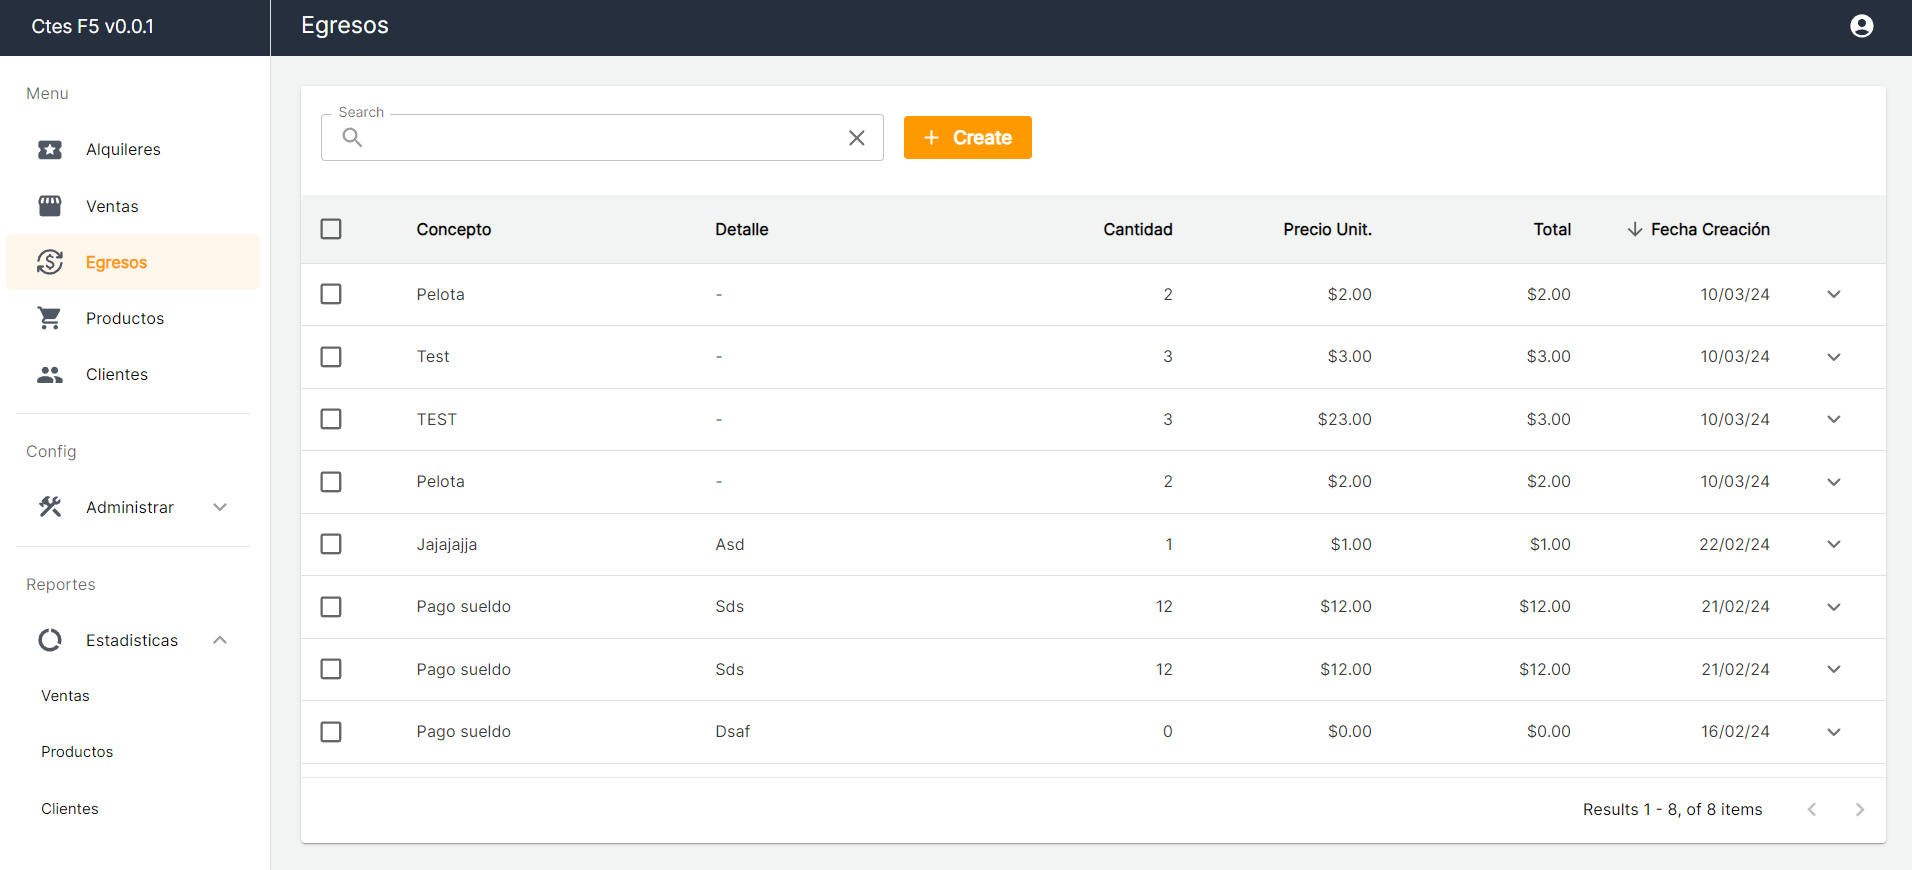 Ctes F5 v0.0.1
Egresos
Menu
Alquileres
Ventas
Egresos
Productos
Clientes
Config
Administrar
Reportes
Estadisticas
Ventas
Productos
Clientes
Search
+ Create
Concepto Detalle Cantidad Precio Unit. Total Fecha Creación
Pelota - 2 $2.00 $2.00 10/03/24
Test - 3 $3.00 $3.00 10/03/24
TEST - 3 $23.00 $3.00 10/03/24
Pelota - 2 $2.00 $2.00 10/03/24
Jajajajja Asd 1 $1.00 $1.00 22/02/24
Pago sueldo Sds 12 $12.00 $12.00 21/02/24
Pago sueldo Sds 12 $12.00 $12.00 21/02/24
Pago sueldo Dsaf 0 $0.00 $0.00 16/02/24
Results 1 - 8, of 8 items